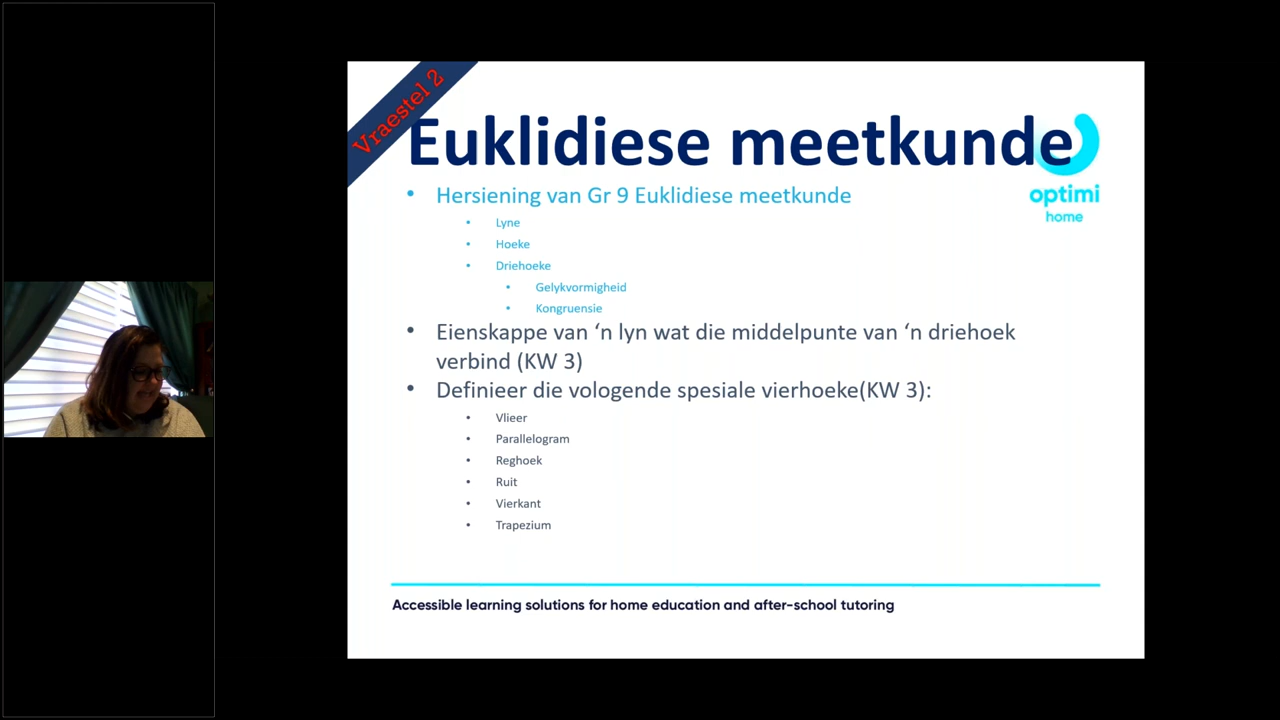 Vraestel 2
Euklidiese meetkunde
optimi
home
• Hersiening van Gr 9 Euklidiese meetkunde
• Lyne
• Hoeke
• Driehoeke
• Gelykvormigheid
• Kongruensie
• Eienskappe van ‘n lyn wat die middelpunte van ‘n driehoek
verbind (KW 3)
• Definieer die vologende spesiale vierhoeke(KW 3):
• Vlieer
• Parallelogram
• Reghoek
• Ruit
• Vierkant
• Trapezium
Accessible learning solutions for home education and after-school tutoring